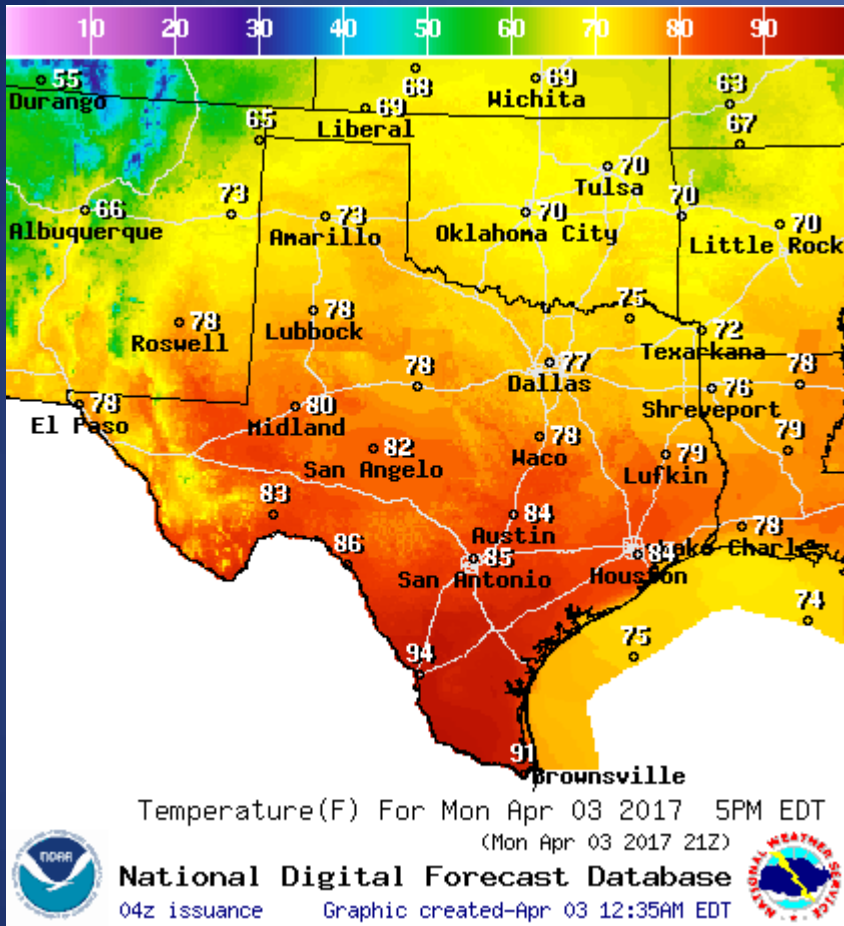 10 20 30 40 50 60 70 80 90
68
55 69
Durango Wichita
69 63
Liberal
65 67
70
Tulsa
66 73 73 70 70 70
Albuquerque Amarillo Oklahoma City Little Rock
78 78 75
Roswell Lubbock
72
Texarkana
77
Dallas
78 78
76
Shreveport
78 80
El Paso Midland
82 78 79 79
San Angelo Waco Lufkin
83 84 78
Austin
Lake Charles
86 85 84
San Antonio Houston
74
75
94
91
Brownsville
Temperature(F) For Mon Apr 03 2017 5PM EDT
(Mon Apr 03 2017 21Z)
noaa
National Digital Forecast Database
04z issuance Graphic created-Apr 03 12:35AM EDT
NATIONAL WEATHER SERVICE